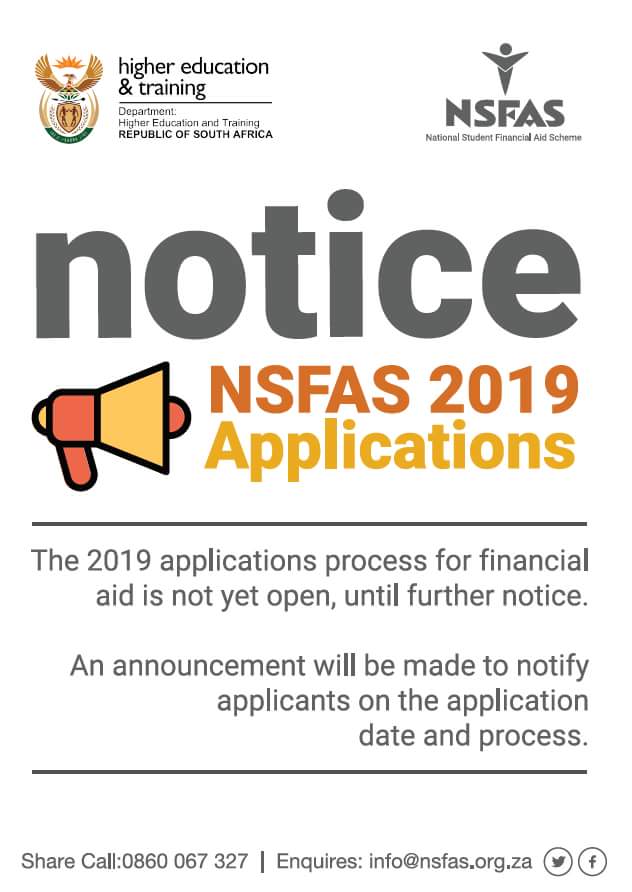 higher education
& training
Department:
Higher Education and Training
REPUBLIC OF SOUTH AFRICA
NSFAS
National Student Financial Aid Scheme
notice
NSFAS 2019
Applications
The 2019 applications process for financial
aid is not yet open, until further notice.
An announcement will be made to notify
applicants on the application
date and process.
Share Call:0860 067 327 | Enquires: info@nsfas.org.za